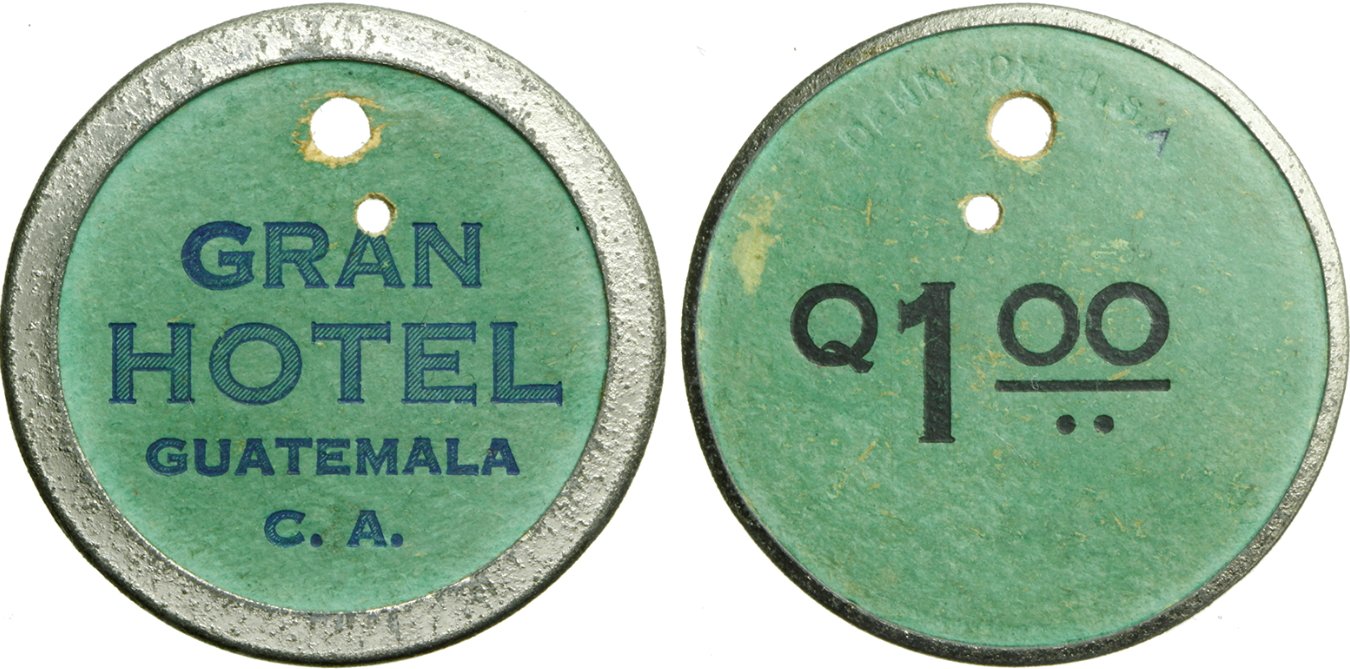 GRAN
HOTEL
GUATEMALA
C. A.
U.S.A
Q1.00